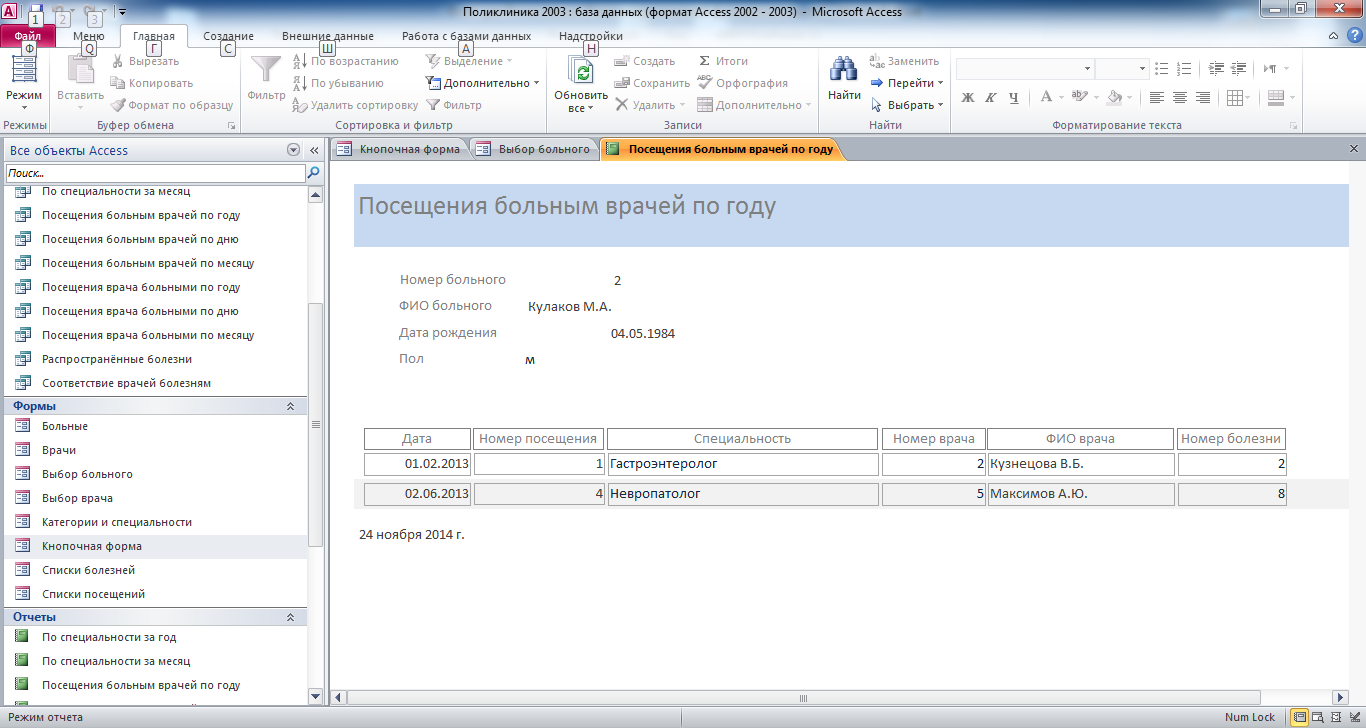 Поликлиника 2003 : база данных (формат Access 2002 - 2003) - Microsoft Access
1 2 3
Файл Меню Главная Создание Внешние данные Работа с базами данных Надстройки
Ф Q Г С Ш А Н
Режим
Режимы
Вставить
Вырезать
Копировать
Формат по образцу
Буфер обмена
Фильтр
По возрастанию
По убыванию
Удалить сортировку
Выделение
Дополнительно
Фильтр
Сортировка и фильтр
Обновить все
Создать
Сохранить
Удалить
Итоги
Орфография
Дополнительно
Записи
Найти
Заменить
Перейти
Выбрать
Найти
Ж К Ч
Форматирование текста
Все объекты Access
Поиск...
По специальности за месяц
Посещения больным врачей по году
Посещения больным врачей по дню
Посещения больным врачей по месяцу
Посещения врача больными по году
Посещения врача больными по дню
Посещения врача больными по месяцу
Распространённые болезни
Соответствие врачей болезням
Формы
Больные
Врачи
Выбор больного
Выбор врача
Категории и специальности
Кнопочная форма
Списки болезней
Списки посещений
Отчеты
По специальности за год
По специальности за месяц
Посещения больным врачей по году
Кнопочная форма Выбор больного Посещения больным врачей по году
Посещения больным врачей по году
Номер больного 2
ФИО больного Кулаков М.А.
Дата рождения 04.05.1984
Пол м
Дата Номер посещения Специальность Номер врача ФИО врача Номер болезни
01.02.2013 1 Гастроэнтеролог 2 Кузнецова В.Б. 2
02.06.2013 4 Невропатолог 5 Максимов А.Ю. 8
24 ноября 2014 г.
Режим отчета
Num Lock